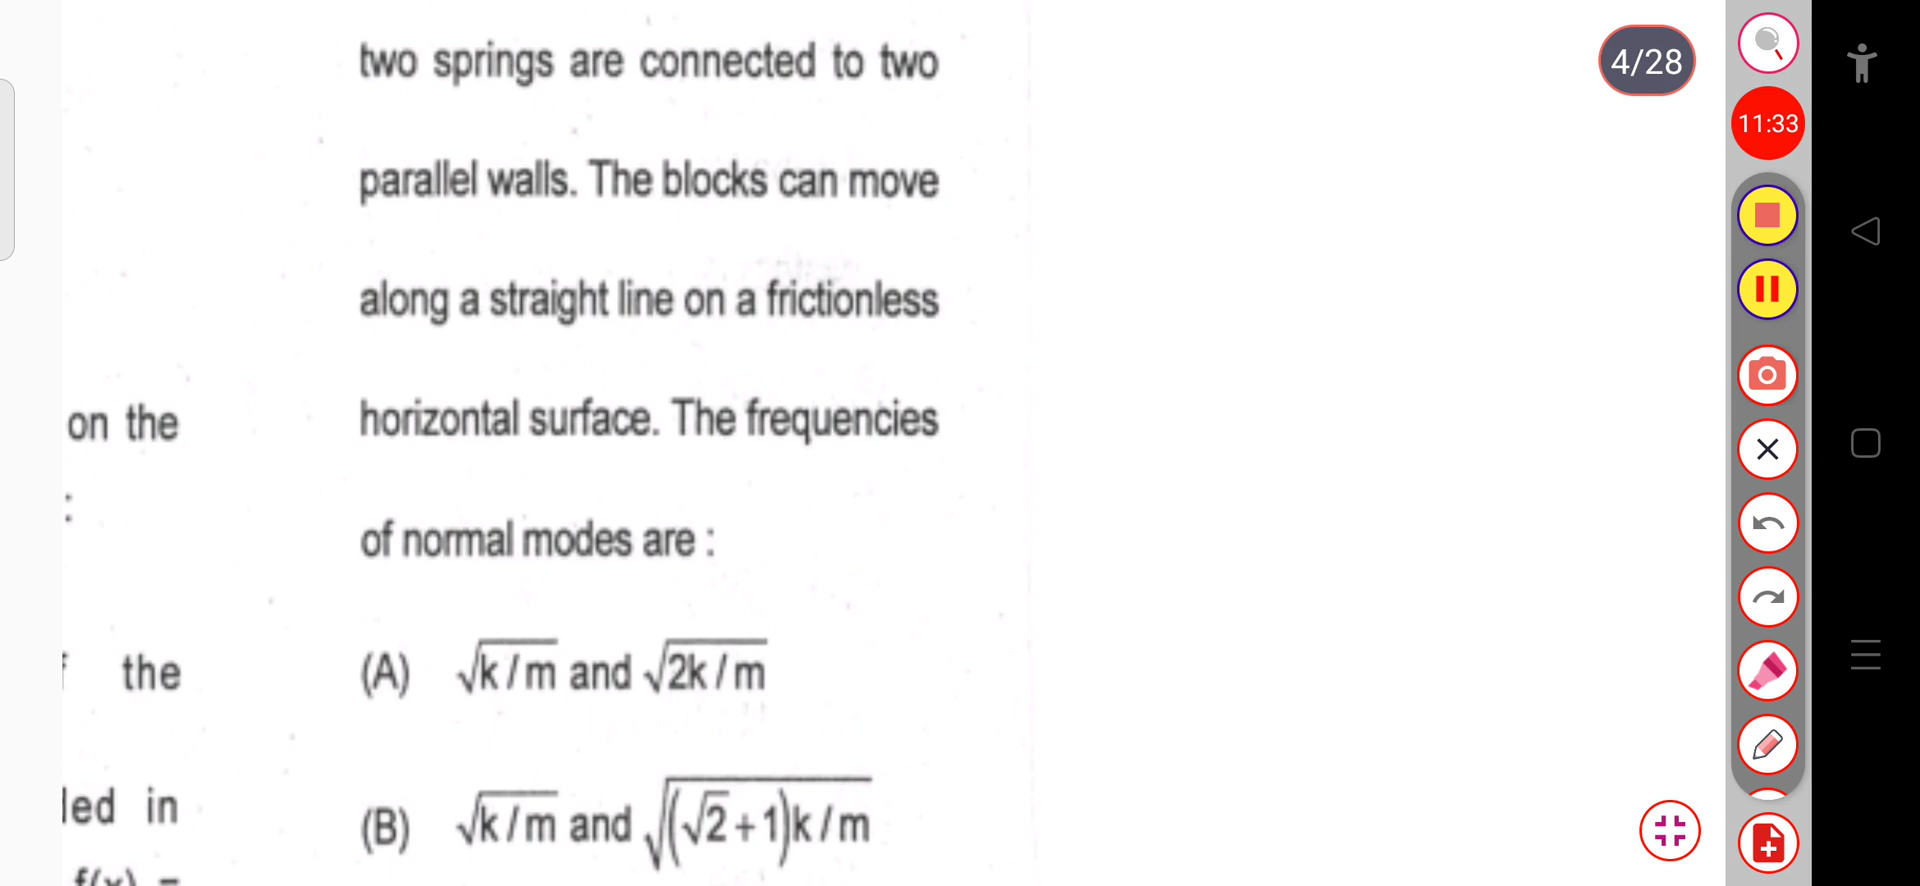 two springs are connected to two
parallel walls. The blocks can move
along a straight line on a frictionless
horizontal surface. The frequencies
of normal modes are :
(A) √k/m and √2k/m
(B) √k/m and √(√2+1)k/m
on the
:
the
led in
f(x) =
4/28
11:33